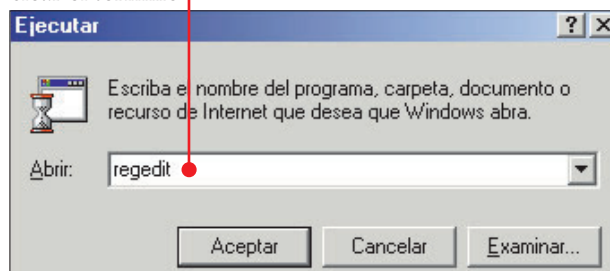 Ejecutar
Escriba el nombre del programa, carpeta, documento o
recurso de Internet que desea que Windows abra.
Abrir:
regedit
Aceptar
Cancelar
Examinar...